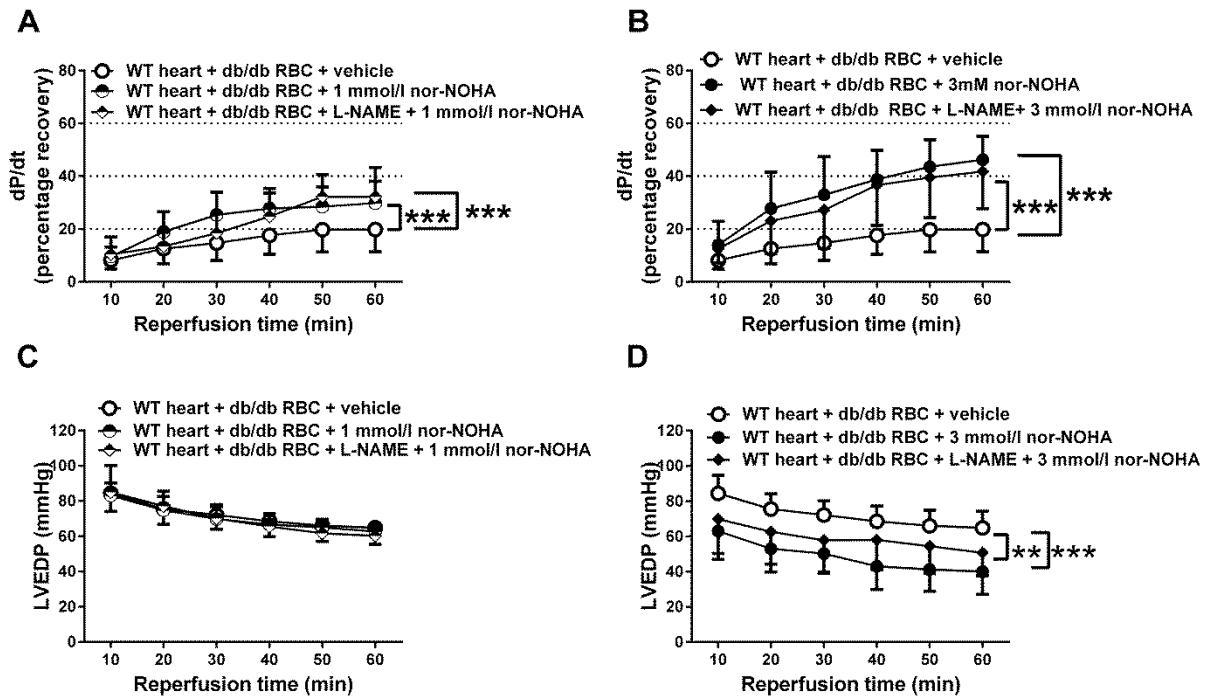 A
WT heart + db/db RBC + vehicle
WT heart + db/db RBC + 1 mmol/l nor-NOHA
WT heart + db/db RBC + L-NAME + 1 mmol/l nor-NOHA
dP/dt
(percentage recovery)
80
60
40
20
0
*** ***
10 20 30 40 50 60
Reperfusion time (min)
B
WT heart + db/db RBC + vehicle
WT heart + db/db RBC + 3mM nor-NOHA
WT heart + db/db RBC + L-NAME+ 3 mmol/l nor-NOHA
dP/dt
(percentage recovery)
80
60
40
20
0
*** ***
10 20 30 40 50 60
Reperfusion time (min)
C
WT heart + db/db RBC + vehicle
WT heart + db/db RBC + 1 mmol/l nor-NOHA
WT heart + db/db RBC + L-NAME + 1 mmol/l nor-NOHA
LVEDP (mmHg)
120
100
80
60
40
20
0
10 20 30 40 50 60
Reperfusion time (min)
D
WT heart + db/db RBC + vehicle
WT heart + db/db RBC + 3 mmol/l nor-NOHA
WT heart + db/db RBC + L-NAME + 3 mmol/l nor-NOHA
LVEDP (mmHg)
120
100
80
60
40
20
0
** ***
10 20 30 40 50 60
Reperfusion time (min)